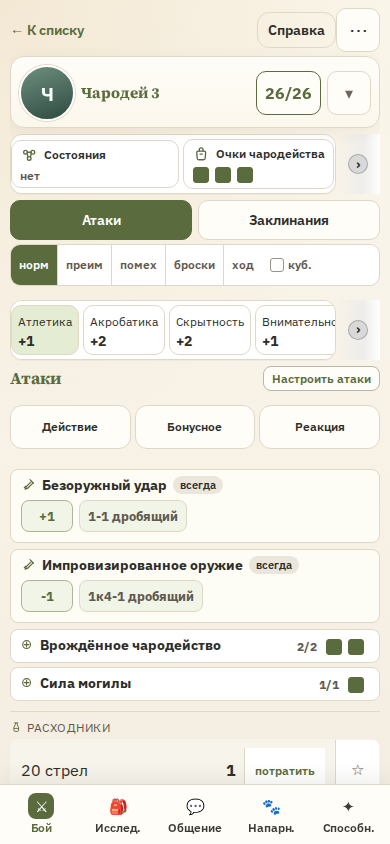 ← К списку
Справка
...
Ч
Чародей 3
26/26
▼
Состояния
нет
Очки чародейства
›
Атаки
Заклинания
норм
преим
помех
броски
ход
куб.
Атлетика
+1
Акробатика
+2
Скрытность
+2
Внимательно
+1
›
Атаки
Настроить атаки
Действие
Бонусное
Реакция
Безоружный удар
всегда
+1
1-1 дробящий
Импровизированное оружие
всегда
-1
1к4-1 дробящий
Врождённое чародейство
2/2
Сила могилы
1/1
РАСХОДНИКИ
20 стрел
1
потратить
☆
Бой
Исслед.
Общение
Напарн.
Способн.